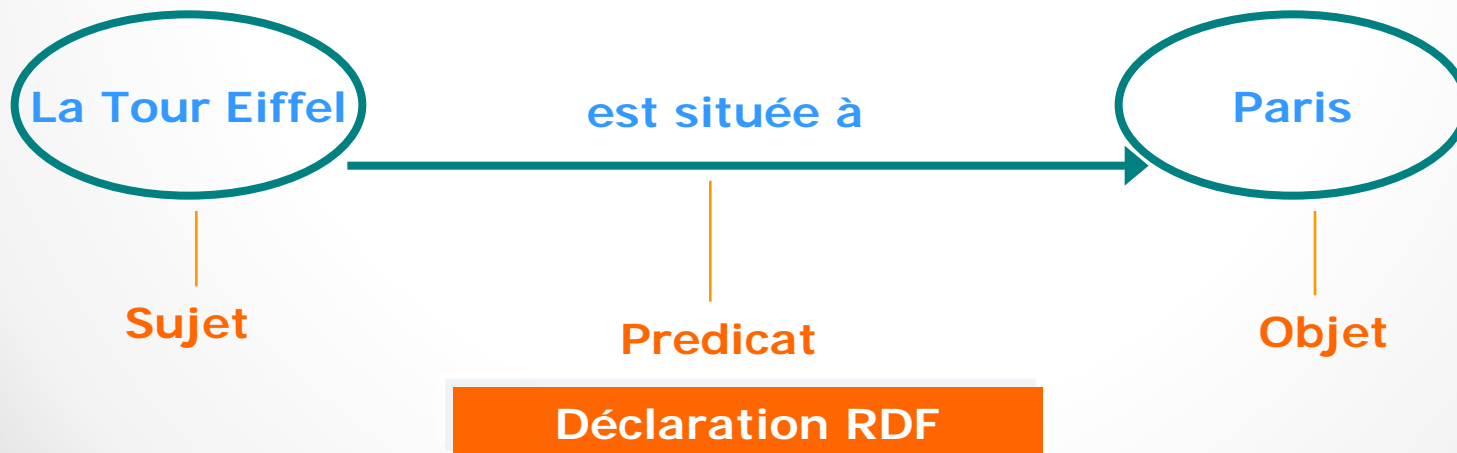 La Tour Eiffel
est située à
Paris
Sujet
Predicat
Objet
Déclaration RDF